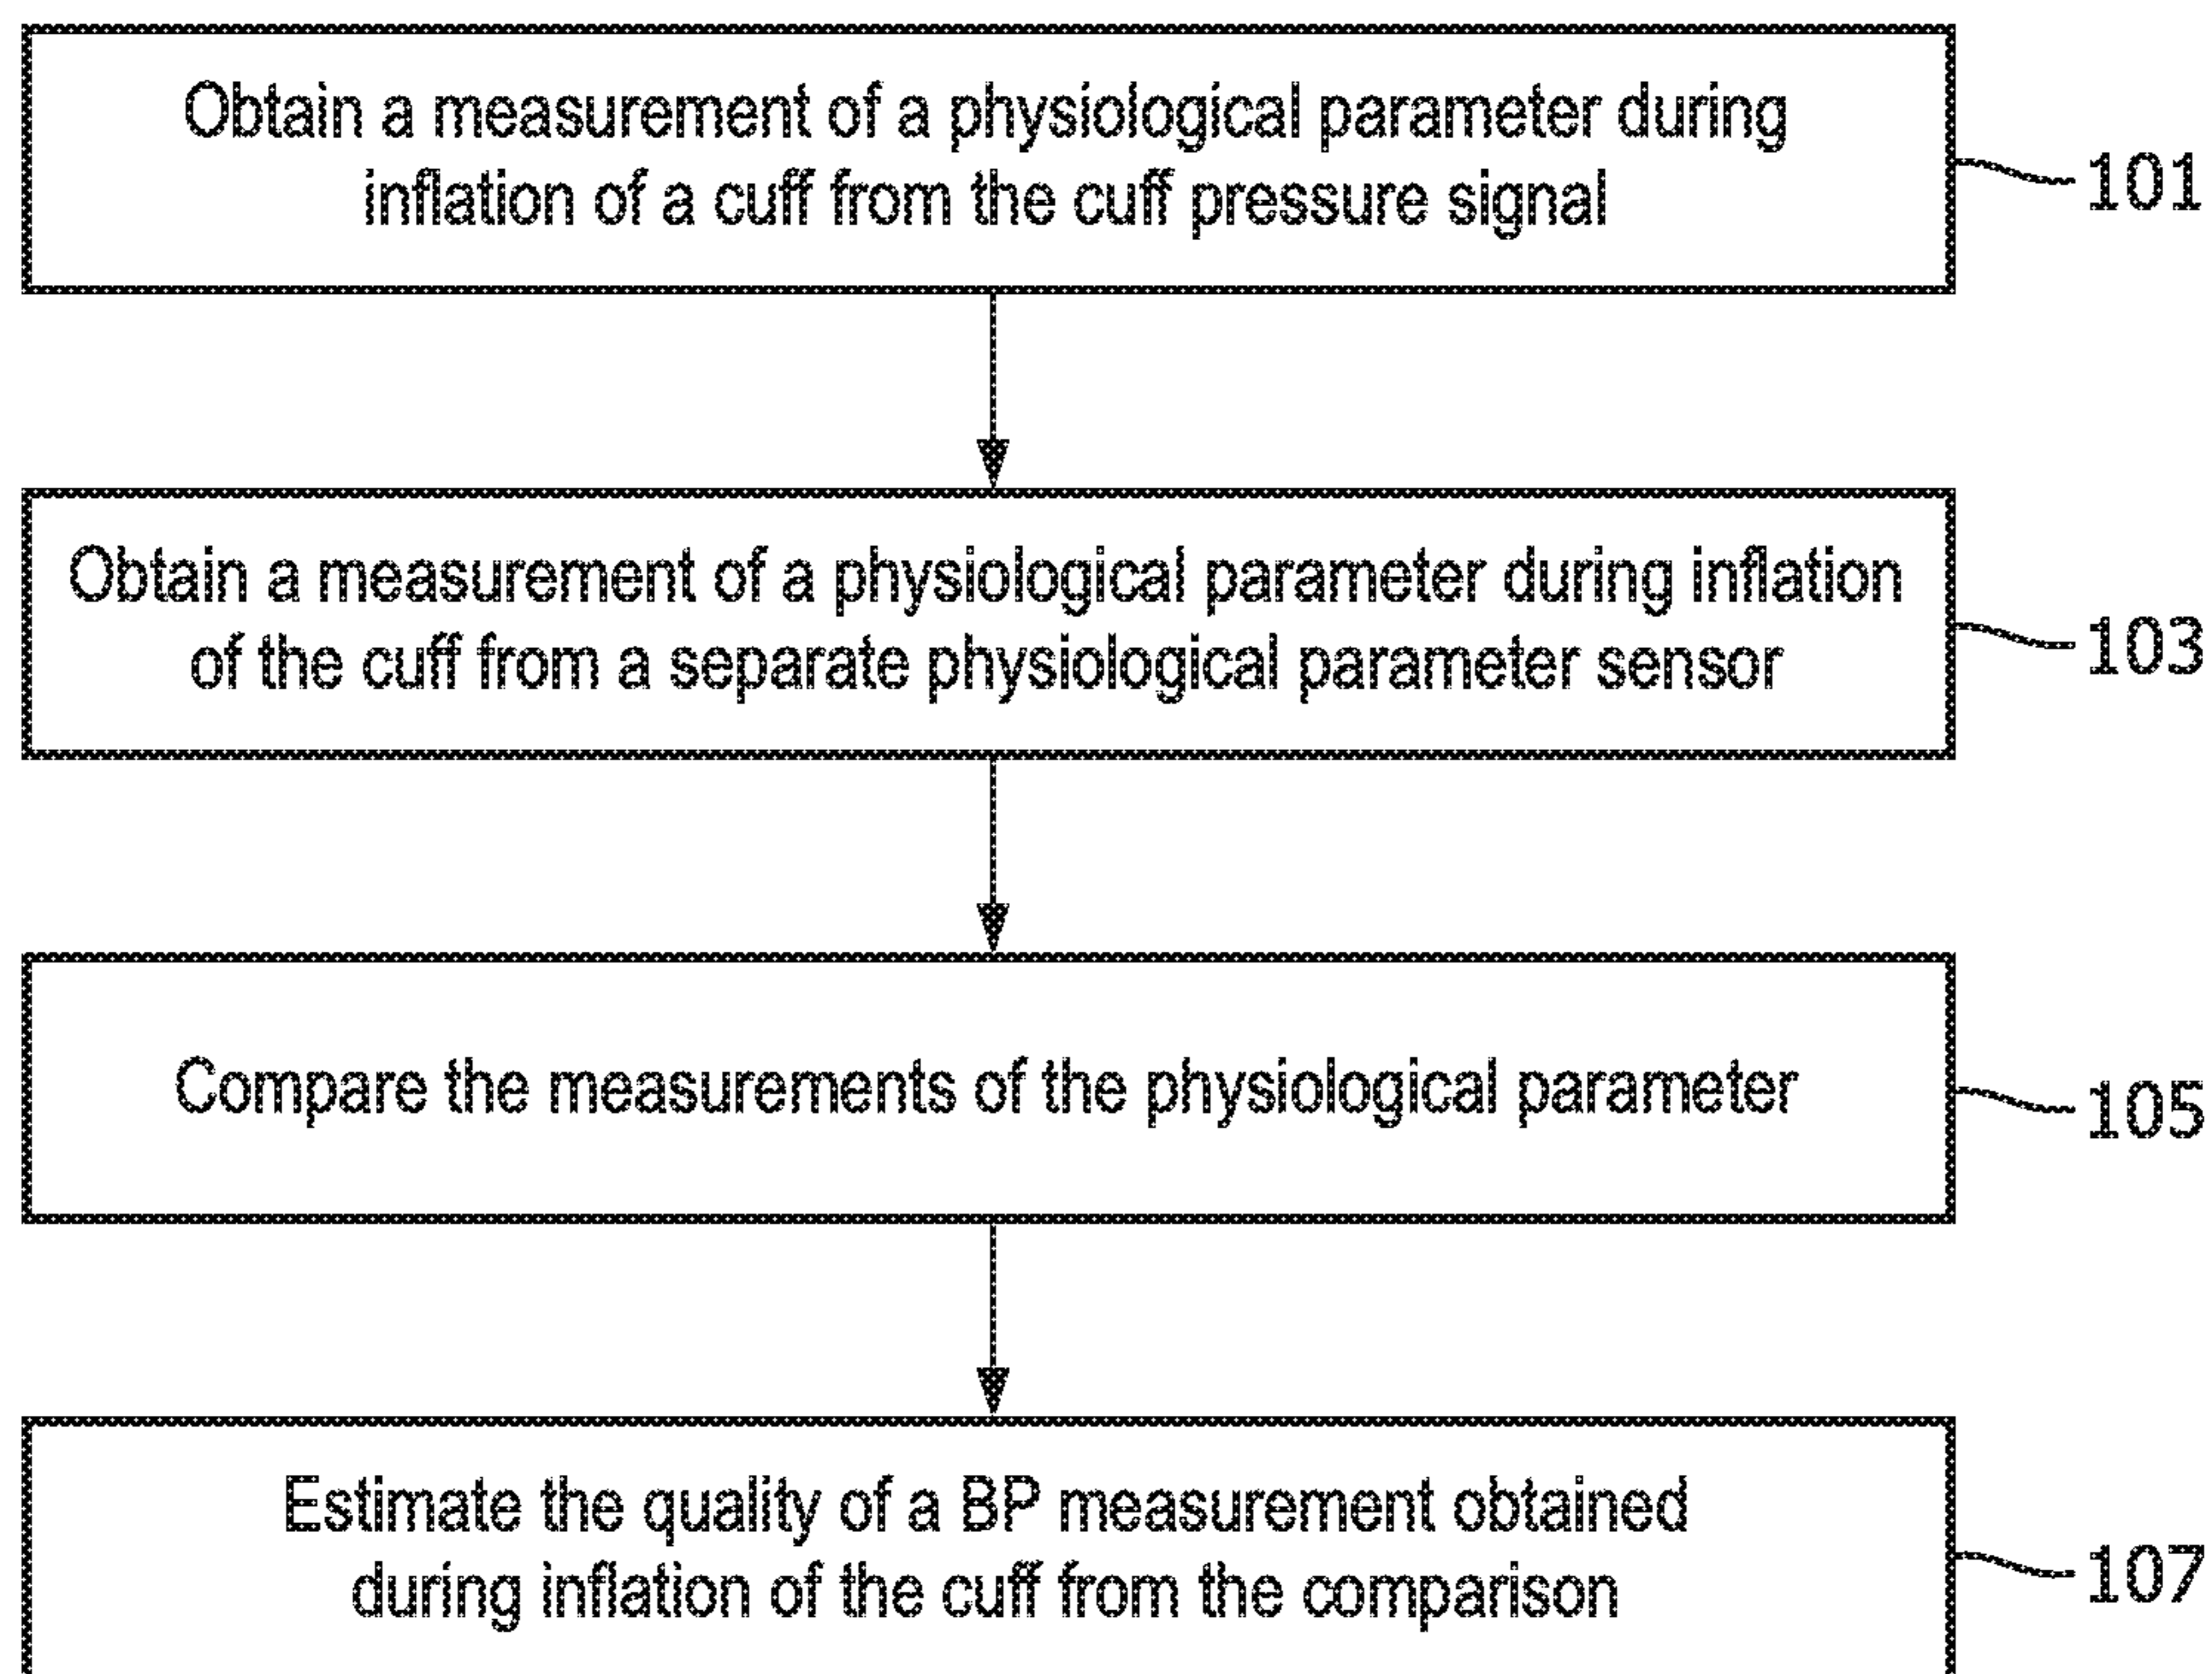 Obtain a measurement of a physiological parameter during
inflation of a cuff from the cuff pressure signal
101
Obtain a measurement of a physiological parameter during inflation
of the cuff from a separate physiological parameter sensor
103
Compare the measurements of the physiological parameter
105
Estimate the quality of a BP measurement obtained
during inflation of the cuff from the comparison
107